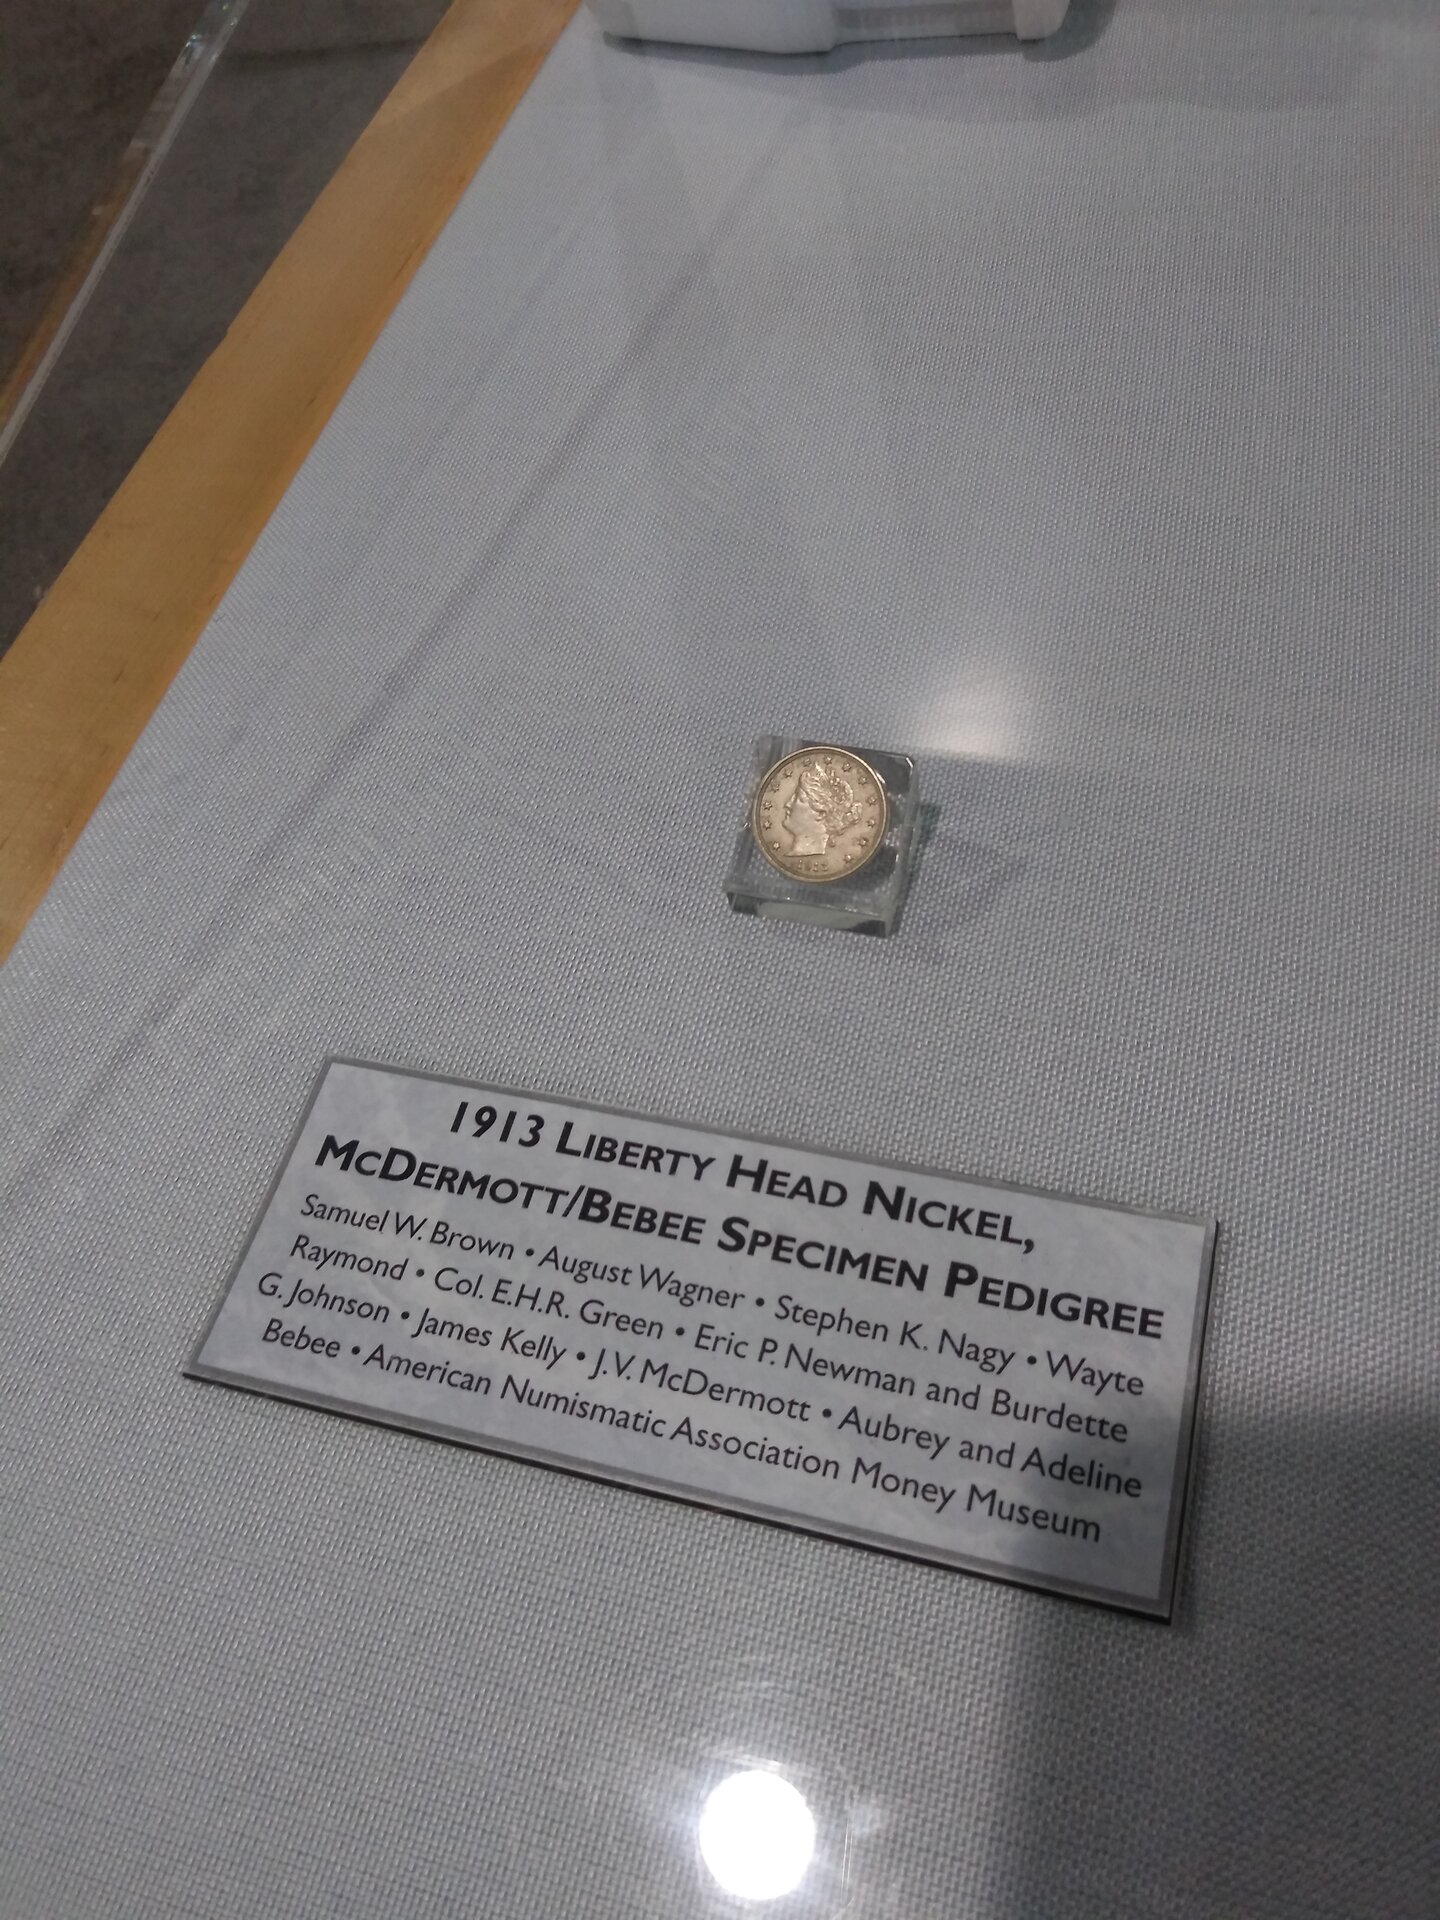 1913 Liberty Head Nickel,
McDermott/Bebee Specimen Pedigree
Samuel W. Brown • August Wagner • Stephen K. Nagy • Wayte
Raymond • Col. E.H.R. Green • Eric P. Newman and Burdette
G. Johnson • James Kelly • J.V. McDermott • Aubrey and Adeline
Bebee • American Numismatic Association Money Museum